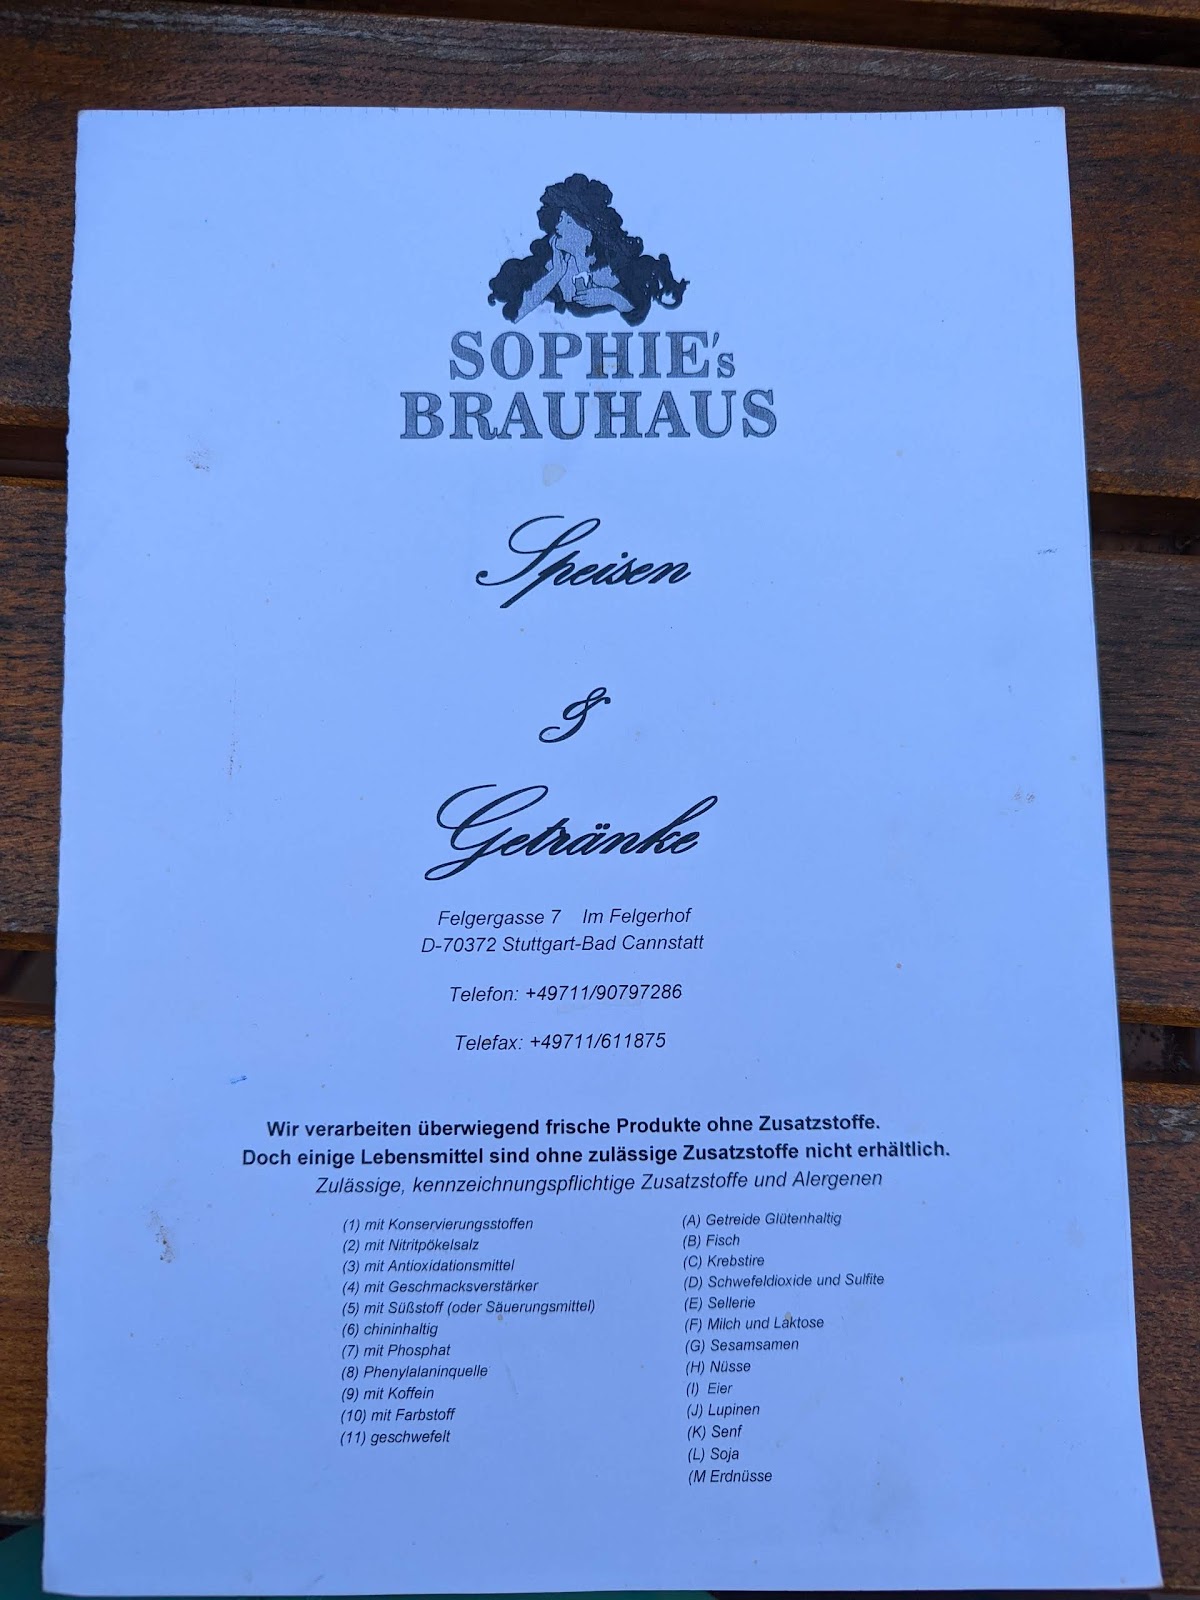 SOPHIE's
BRAUHAUS
Speisen
&
Getränke
Felgergasse 7 Im Felgerhof
D-70372 Stuttgart-Bad Cannstatt
Telefon: +49711/90797286
Telefax: +49711/611875
Wir verarbeiten überwiegend frische Produkte ohne Zusatzstoffe.
Doch einige Lebensmittel sind ohne zulässige Zusatzstoffe nicht erhältlich.
Zulässige, kennzeichnungspflichtige Zusatzstoffe und Alergenen
(1) mit Konservierungsstoffen
(2) mit Nitritpökelsalz
(3) mit Antioxidationsmittel
(4) mit Geschmacksverstärker
(5) mit Süßstoff (oder Säuerungsmittel)
(6) chininhaltig
(7) mit Phosphat
(8) Phenylalaninquelle
(9) mit Koffein
(10) mit Farbstoff
(11) geschwefelt
(A) Getreide Glütenhaltig
(B) Fisch
(C) Krebstire
(D) Schwefeldioxide und Sulfite
(E) Sellerie
(F) Milch und Laktose
(G) Sesamsamen
(H) Nüsse
(I) Eier
(J) Lupinen
(K) Senf
(L) Soja
(M Erdnüsse